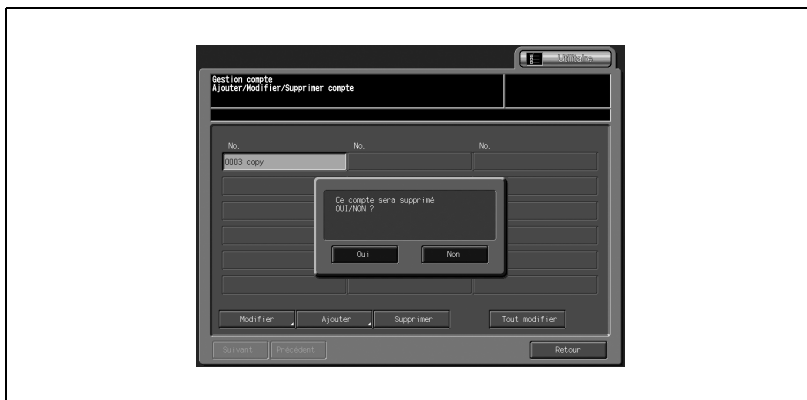 Utilitaire
Gestion compte
Ajouter/Modifier/Supprimer compte
No. No. No.
0003 copy
Ce compte sera supprimé
OUI/NON ?
Oui Non
Modifier Ajouter Supprimer Tout modifier
Suivant Précédent Retour